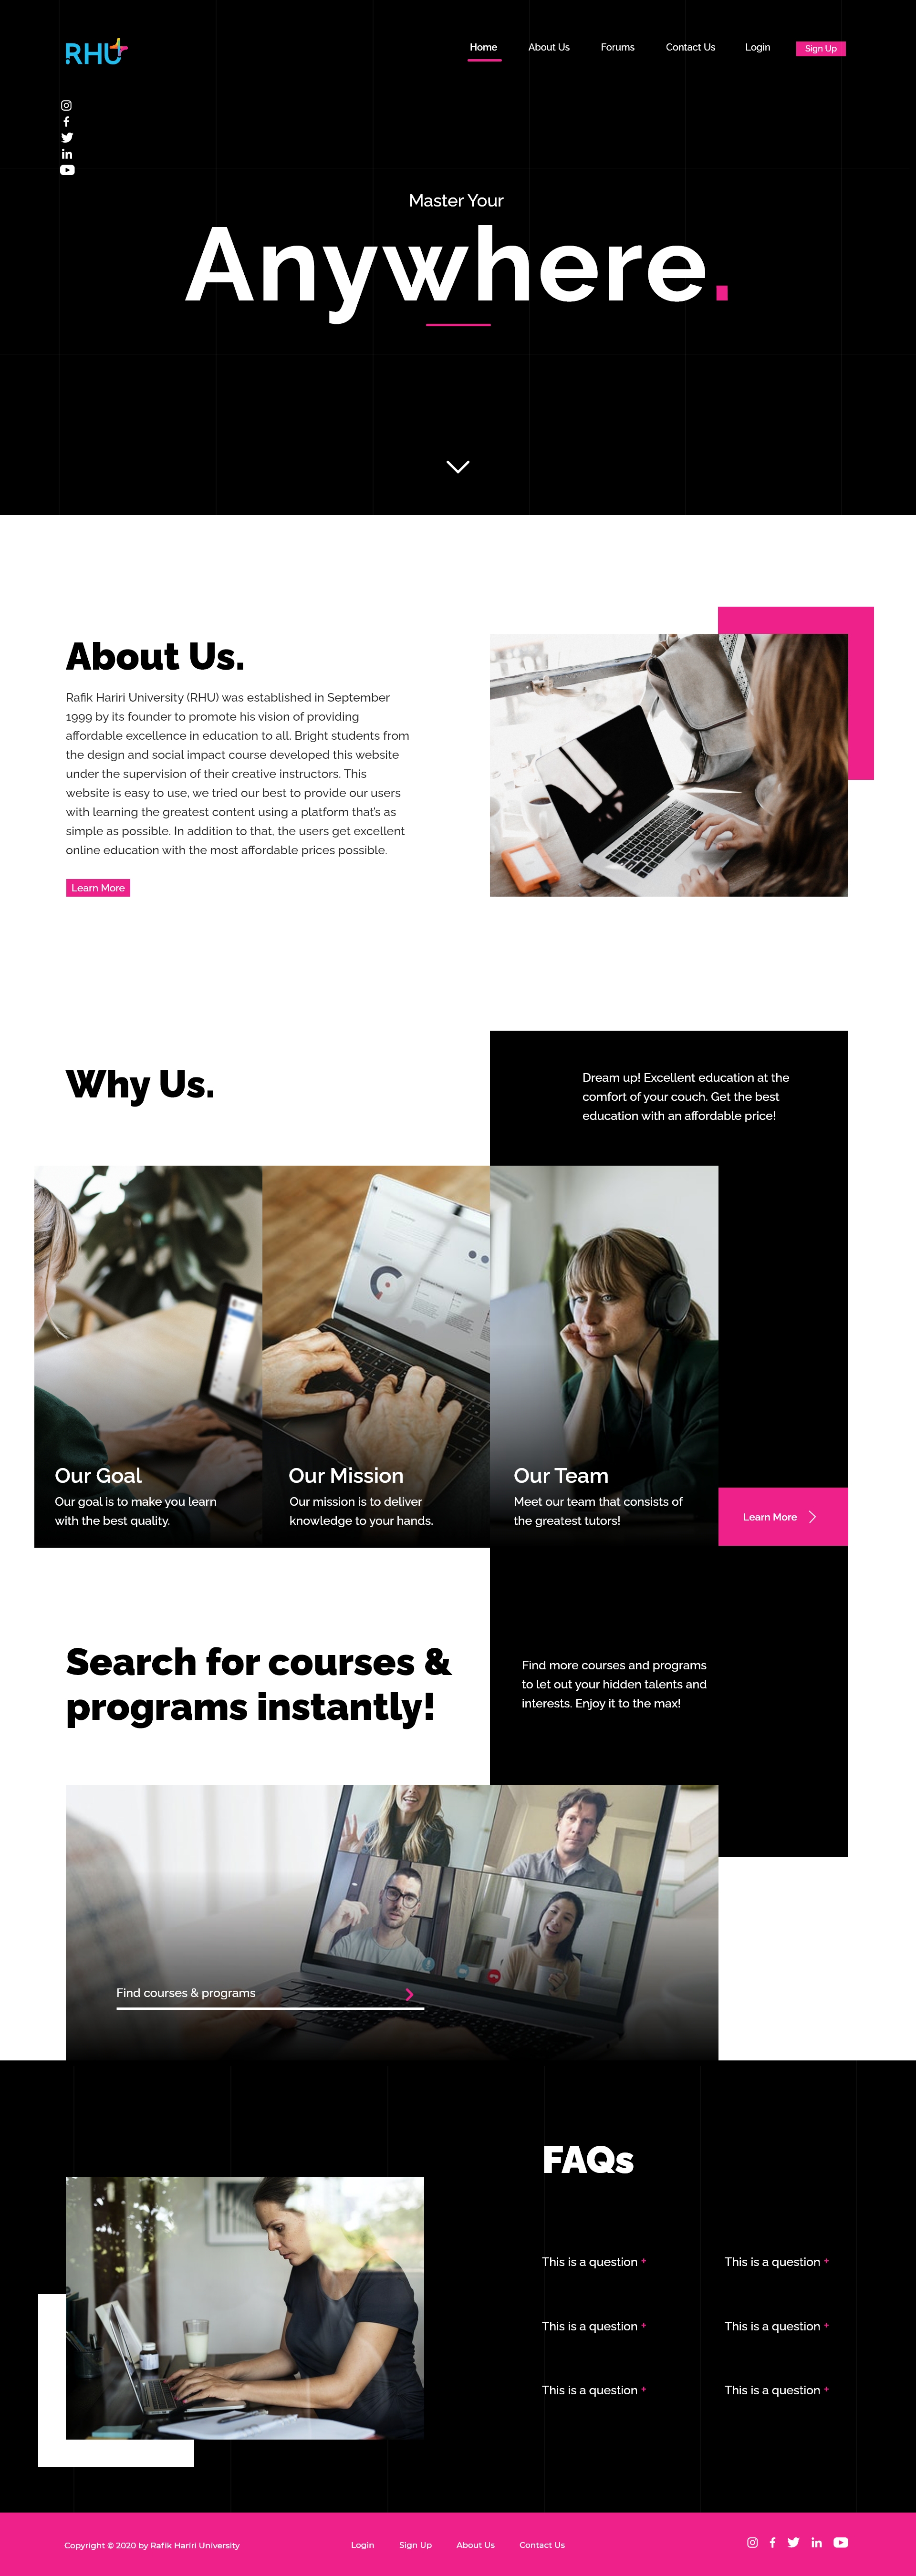 RHU
Home
About Us
Forums
Contact Us
Login
Sign Up
Master Your
Anywhere.
About Us.
Rafik Hariri University (RHU) was established in September
1999 by its founder to promote his vision of providing
affordable excellence in education to all. Bright students from
the design and social impact course developed this website
under the supervision of their creative instructors. This
website is easy to use, we tried our best to provide our users
with learning the greatest content using a platform that's as
simple as possible. In addition to that, the users get excellent
online education with the most affordable prices possible.
Learn More
Why Us.
Dream up! Excellent education at the
comfort of your couch. Get the best
education with an affordable price!
Our Goal
Our goal is to make you learn
with the best quality.
Our Mission
Our mission is to deliver
knowledge to your hands.
Our Team
Meet our team that consists of
the greatest tutors!
Learn More
Search for courses &
programs instantly!
Find more courses and programs
to let out your hidden talents and
interests. Enjoy it to the max!
Find courses & programs
FAQs
This is a question +
This is a question +
This is a question +
This is a question +
This is a question +
This is a question +
Copyright © 2020 by Rafik Hariri University
Login
Sign Up
About Us
Contact Us